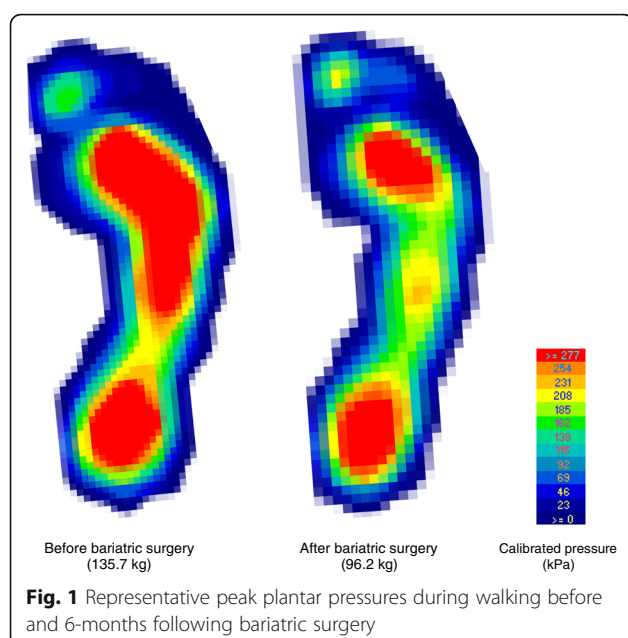 >= 277
254
231
208
185
162
138
115
92
69
46
23
>= 0
Before bariatric surgery
(135.7 kg)
After bariatric surgery
(96.2 kg)
Calibrated pressure
(kPa)
Fig. 1 Representative peak plantar pressures during walking before
and 6-months following bariatric surgery